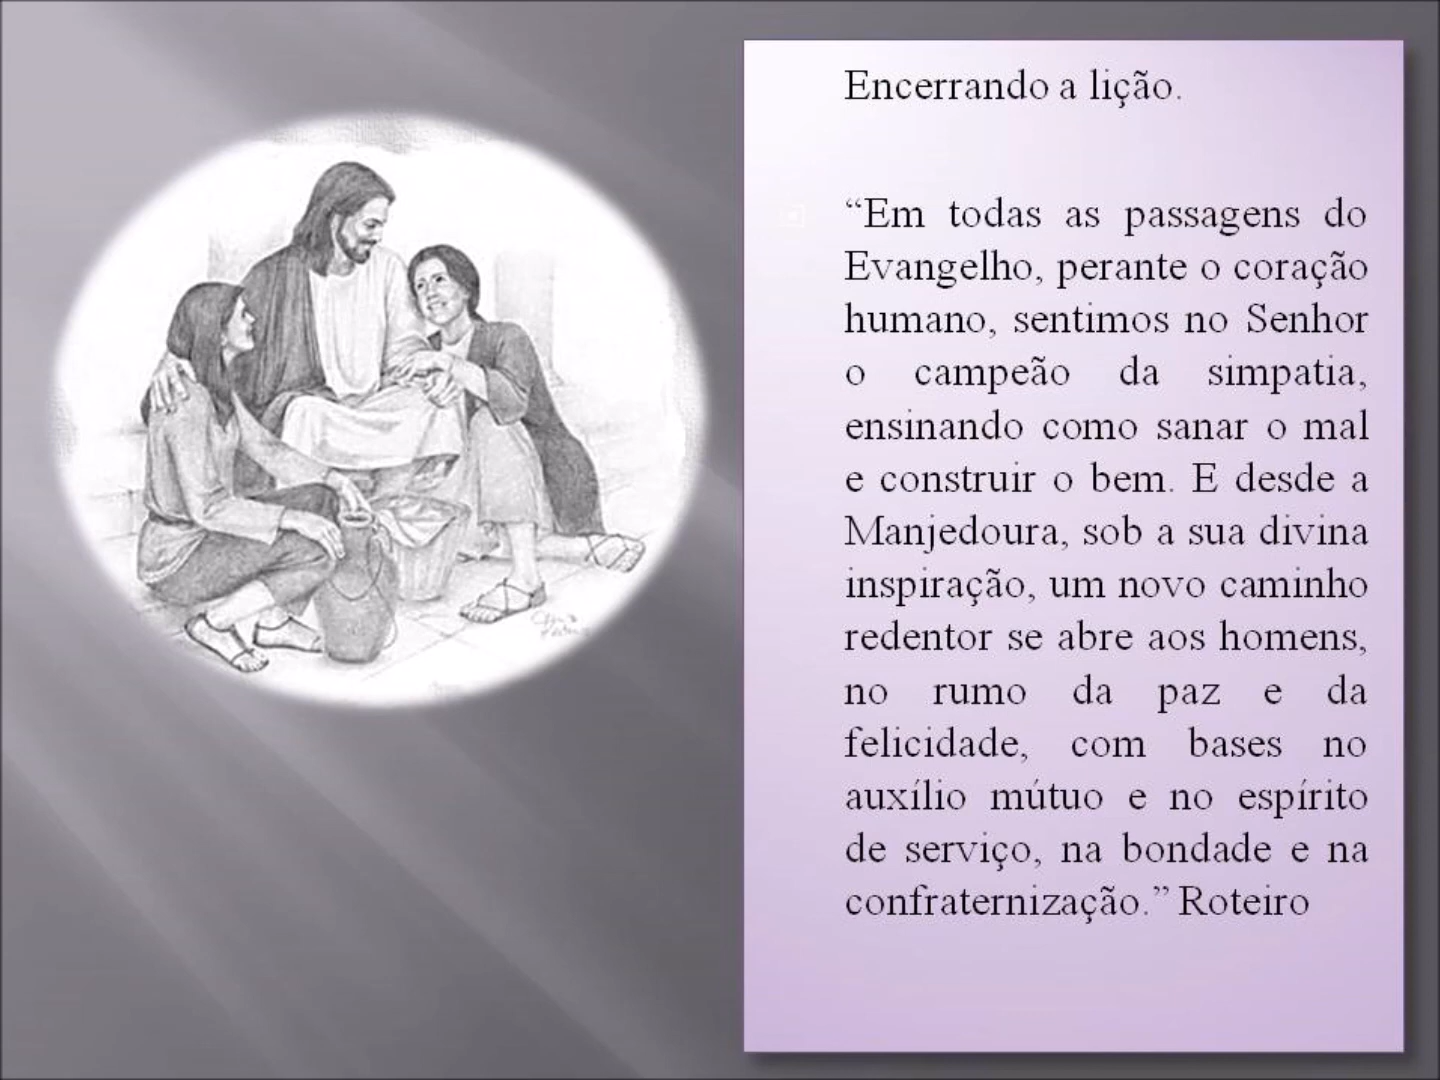 Encerrando a lição.
“Em todas as passagens do
Evangelho, perante o coração
humano, sentimos no Senhor
o campeão da simpatia,
ensinando como sanar o mal
e construir o bem. E desde a
Manjedoura, sob a sua divina
inspiração, um novo caminho
redentor se abre aos homens,
no rumo da paz e da
felicidade, com bases no
auxílio mútuo e no espírito
de serviço, na bondade e na
confraternização.” Roteiro